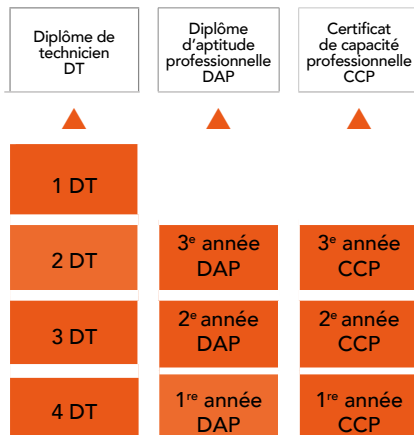 Diplôme de
technicien
DT
Diplôme
d'aptitude
professionnelle
DAP
Certificat
de capacité
professionnelle
CCP
1 DT
2 DT
3e année
DAP
3e année
CCP
3 DT
2e année
DAP
2e année
CCP
4 DT
1re année
DAP
1re année
CCP